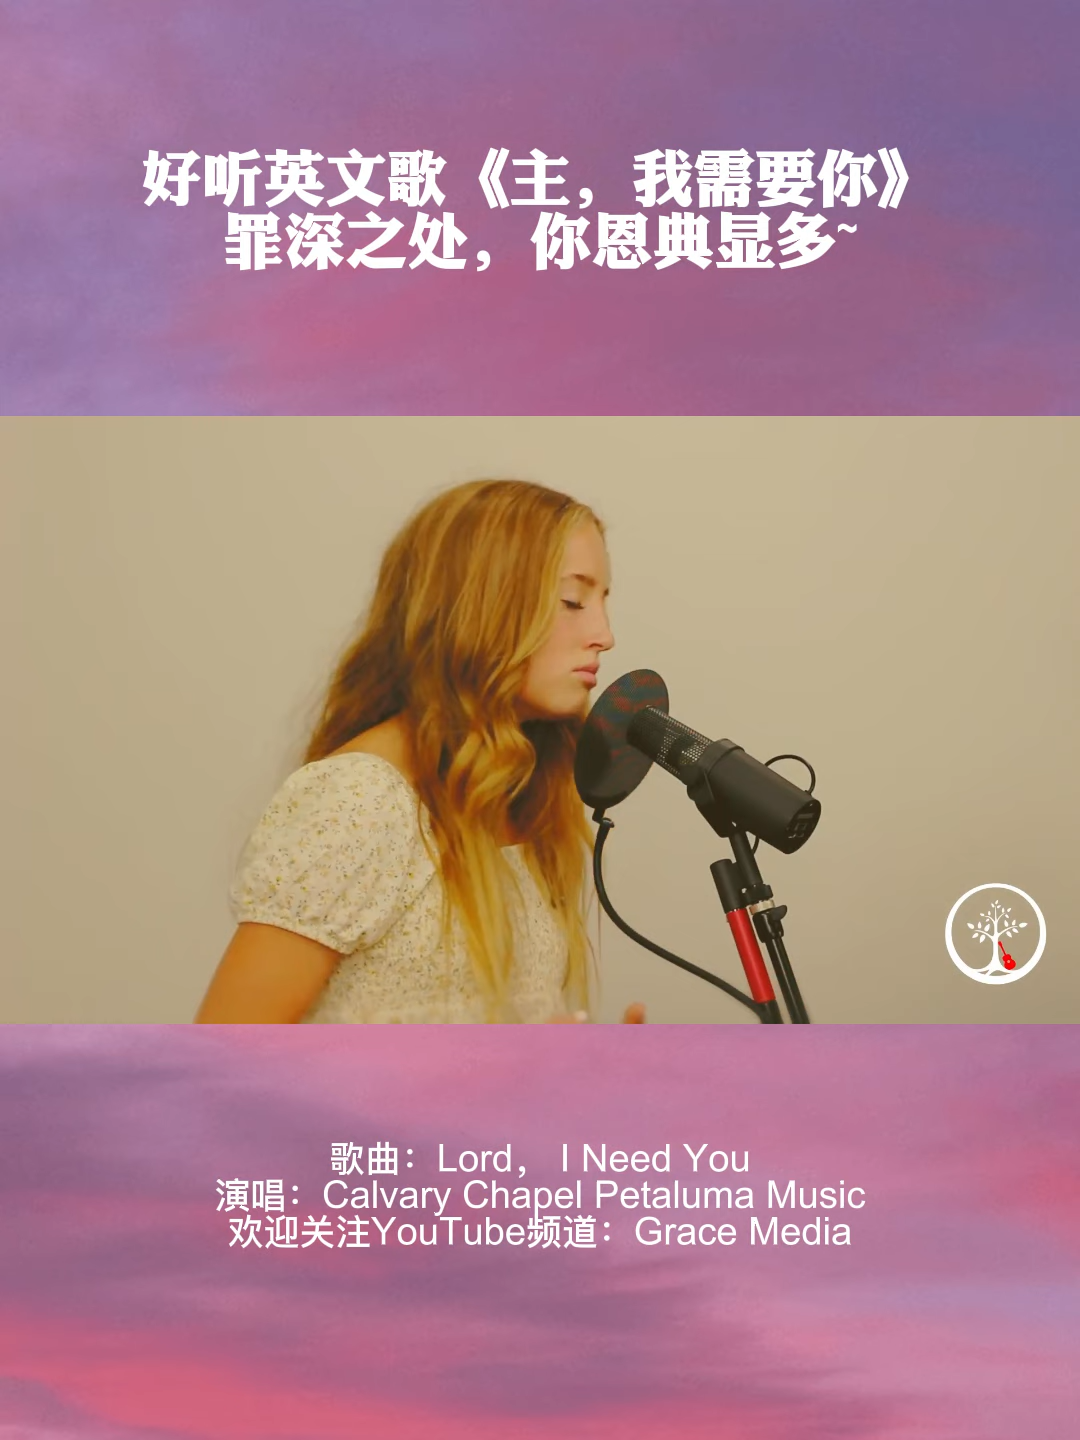 好听英文歌《主，我需要你》
罪深之处，你恩典显多~
歌曲：Lord， I Need You
演唱：Calvary Chapel Petaluma Music
欢迎关注YouTube频道：Grace Media